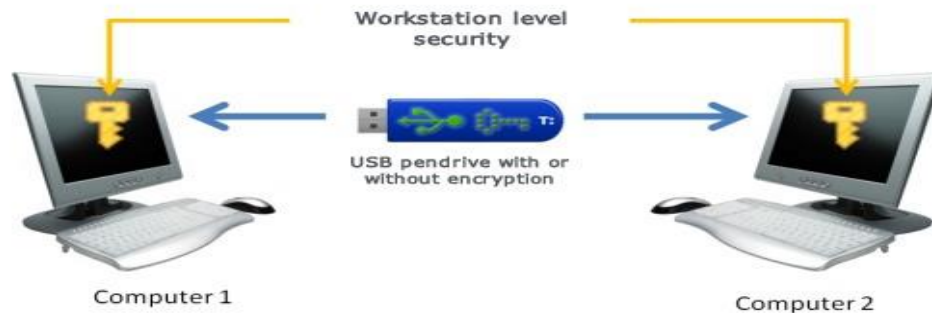 Workstation level
security
T:
USB pendrive with or
without encryption
Computer 1
Computer 2